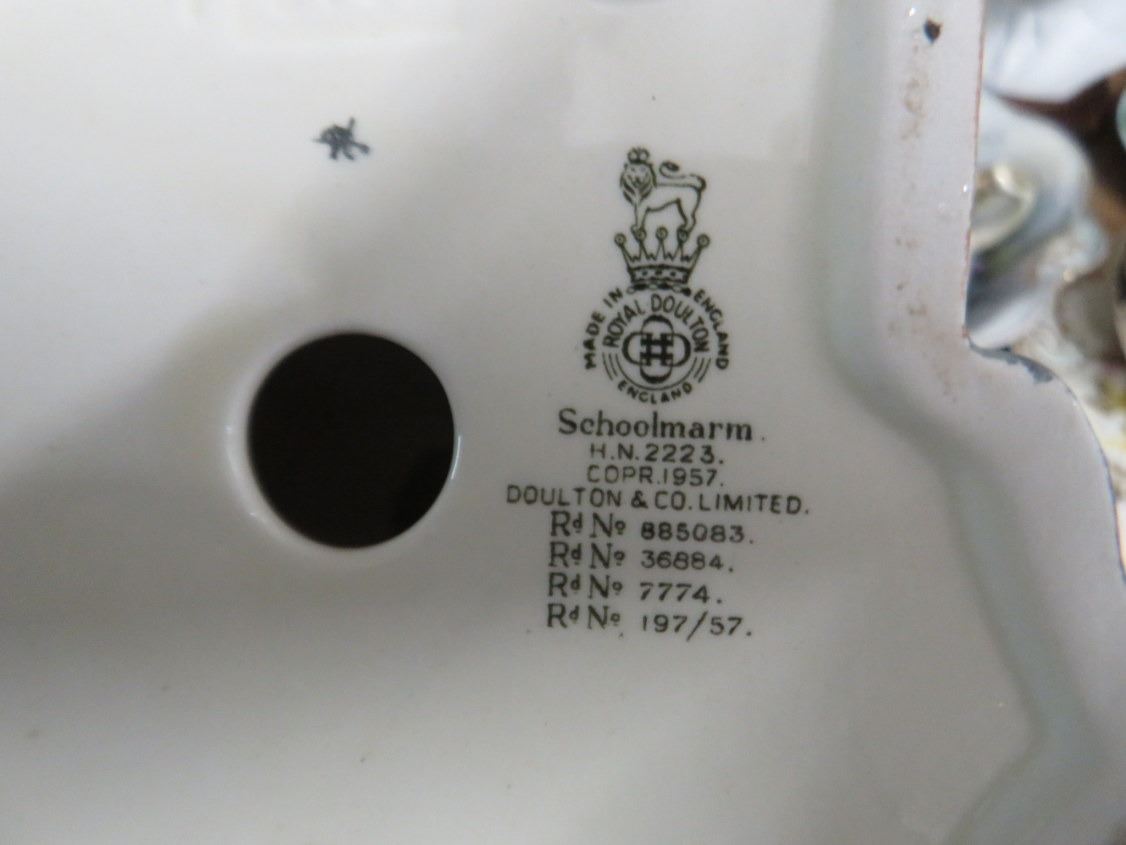 MADE IN ENGLAND
ROYAL DOULTON
ENGLAND
Schoolmarm.
H.N.2223.
COPR.1957.
DOULTON & CO. LIMITED.
Rd No 885083.
Rd No 36884.
Rd No 7774.
Rd No 197/57.